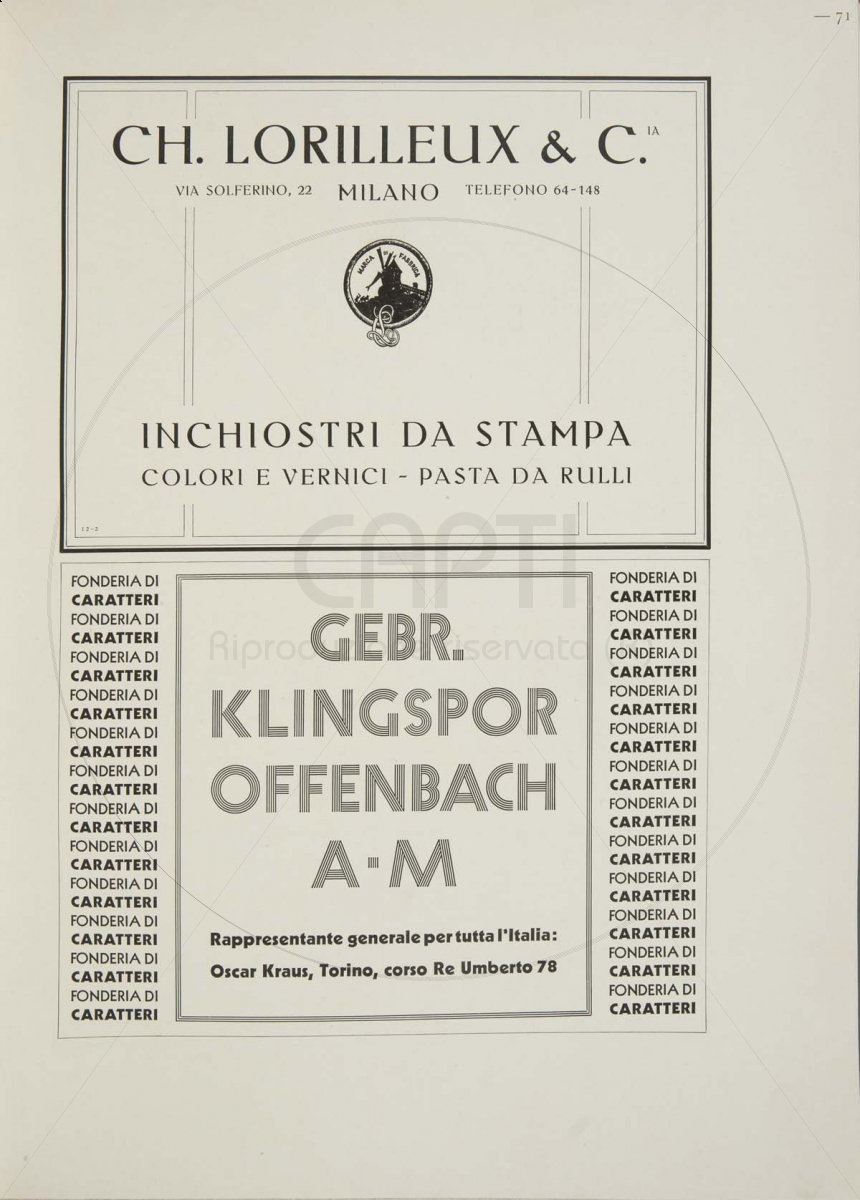 — 71
CH. LORILLEUX & C.IA
VIA SOLFERINO, 22 MILANO TELEFONO 64-148
MARCA DI FABBRICA
INCHIOSTRI DA STAMPA
COLORI E VERNICI - PASTA DA RULLI
12-2
CAPTI
Riproduzione riservata
FONDERIA DI
CARATTERI
FONDERIA DI
CARATTERI
FONDERIA DI
CARATTERI
FONDERIA DI
CARATTERI
FONDERIA DI
CARATTERI
FONDERIA DI
CARATTERI
FONDERIA DI
CARATTERI
FONDERIA DI
CARATTERI
FONDERIA DI
CARATTERI
FONDERIA DI
CARATTERI
FONDERIA DI
CARATTERI
FONDERIA DI
CARATTERI
GEBR.
KLINGSPOR
OFFENBACH
A·M
Rappresentante generale per tutta l'Italia:
Oscar Kraus, Torino, corso Re Umberto 78
FONDERIA DI
CARATTERI
FONDERIA DI
CARATTERI
FONDERIA DI
CARATTERI
FONDERIA DI
CARATTERI
FONDERIA DI
CARATTERI
FONDERIA DI
CARATTERI
FONDERIA DI
CARATTERI
FONDERIA DI
CARATTERI
FONDERIA DI
CARATTERI
FONDERIA DI
CARATTERI
FONDERIA DI
CARATTERI
FONDERIA DI
CARATTERI